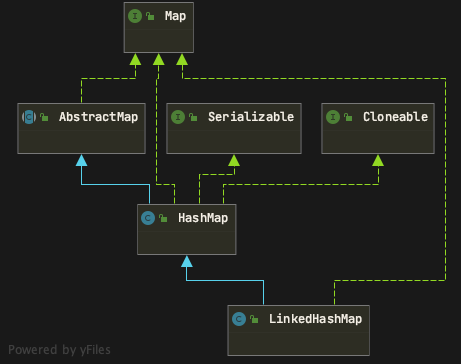 Map
AbstractMap
Serializable
Cloneable
HashMap
LinkedHashMap
Powered by yFiles